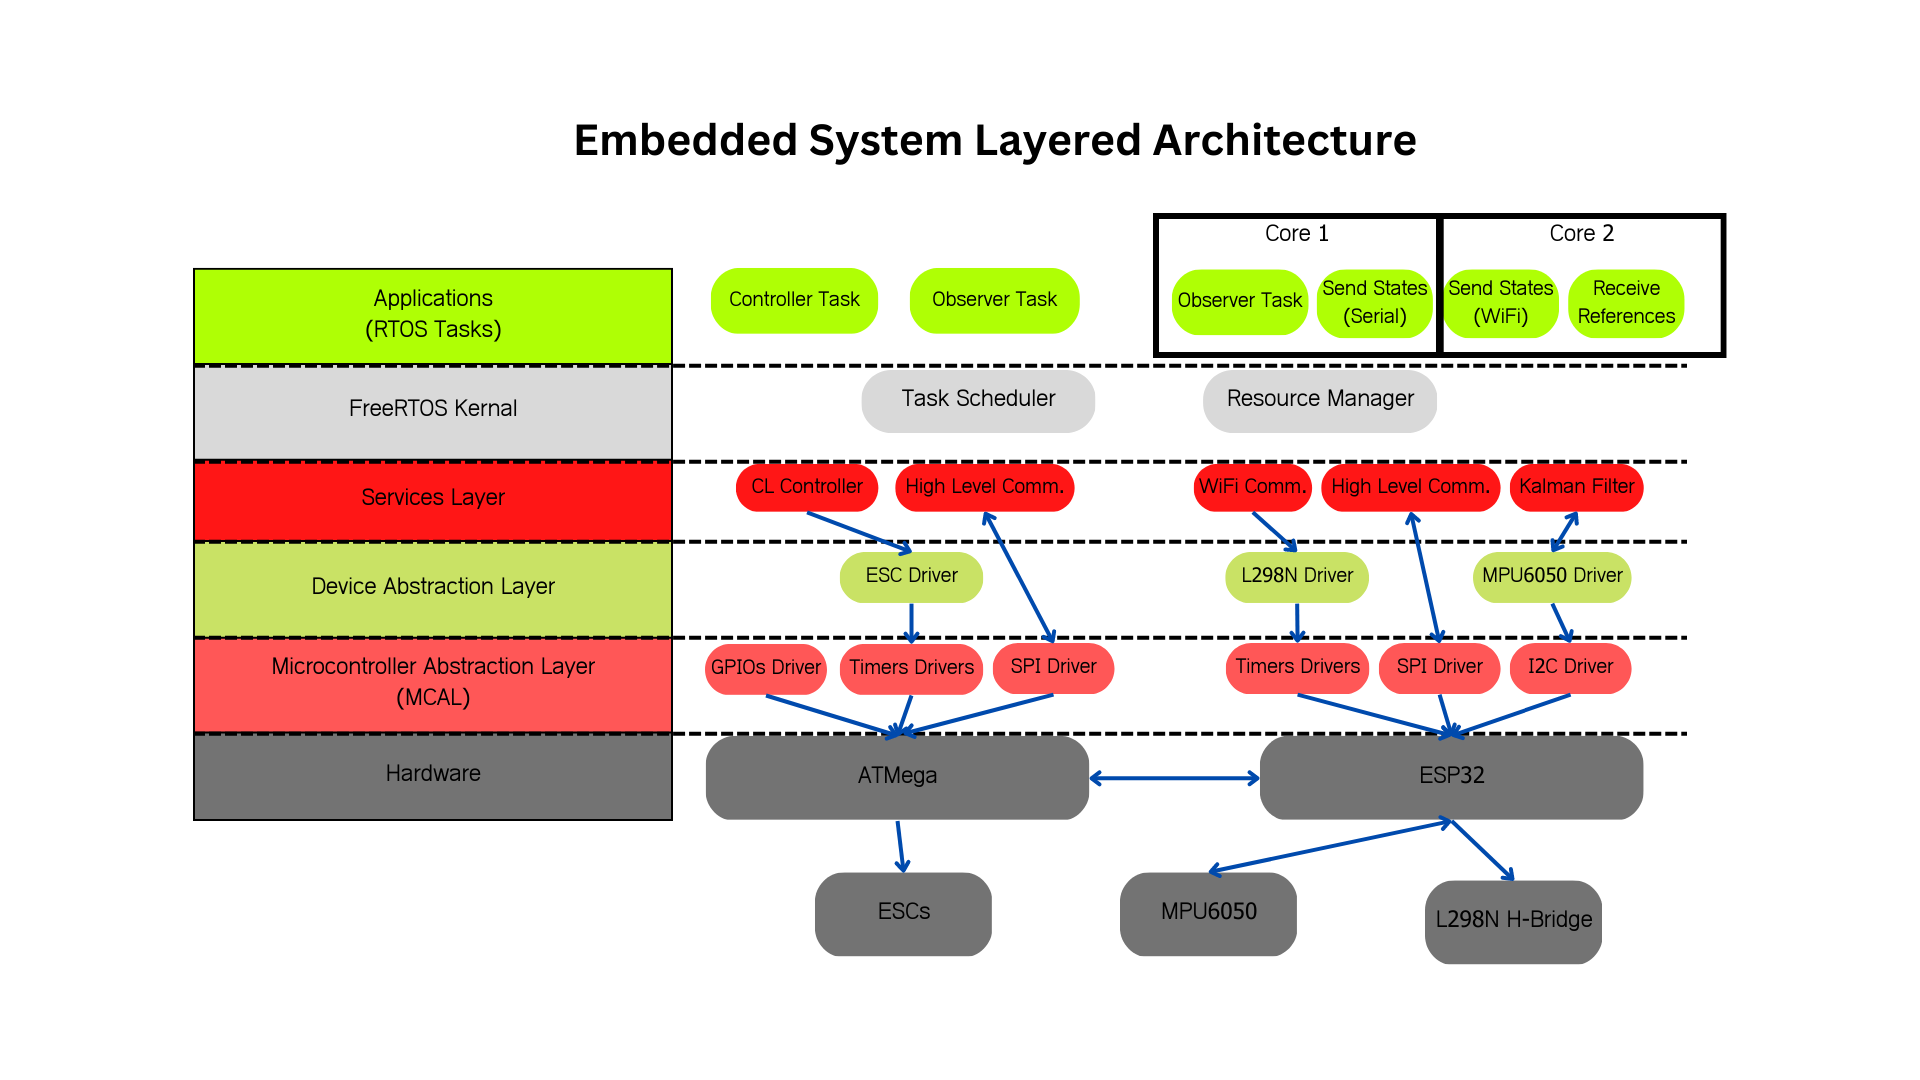 Embedded System Layered Architecture
Core 1
Core 2
Applications
(RTOS Tasks)
Controller Task
Observer Task
Observer Task
Send States
(Serial)
Send States
(WiFi)
Receive
References
FreeRTOS Kernal
Task Scheduler
Resource Manager
Services Layer
CL Controller
High Level Comm.
WiFi Comm.
High Level Comm.
Kalman Filter
Device Abstraction Layer
ESC Driver
L298N Driver
MPU6050 Driver
Microcontroller Abstraction Layer
(MCAL)
GPIOs Driver
Timers Drivers
SPI Driver
Timers Drivers
SPI Driver
I2C Driver
Hardware
ATMega
ESP32
ESCs
MPU6050
L298N H-Bridge